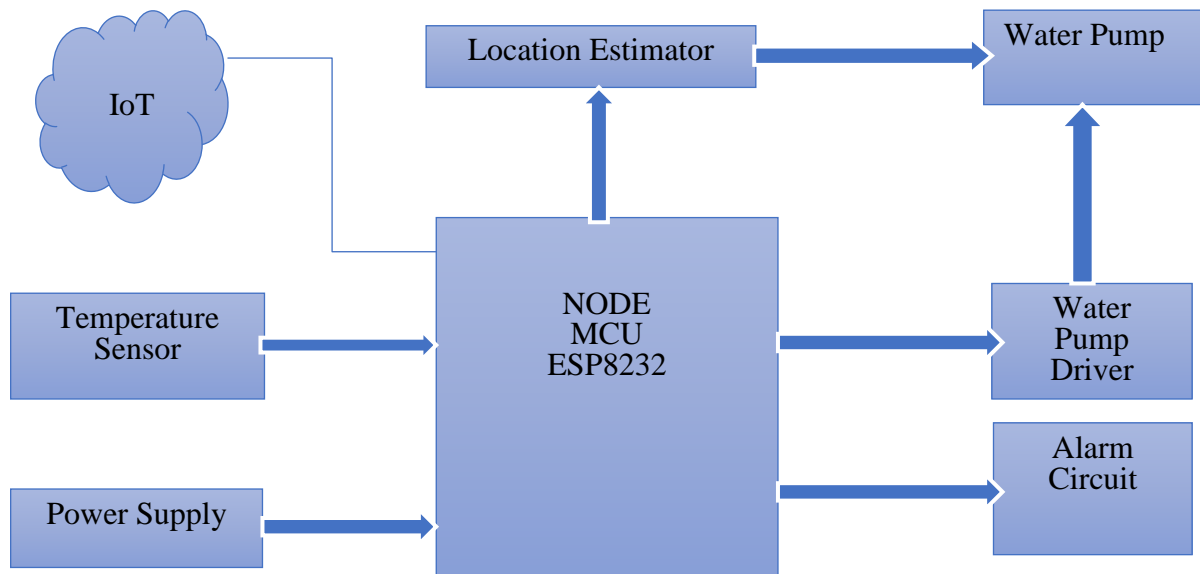 IoT
Location Estimator
Water Pump
Temperature
Sensor
NODE
MCU
ESP8232
Water
Pump
Driver
Power Supply
Alarm
Circuit